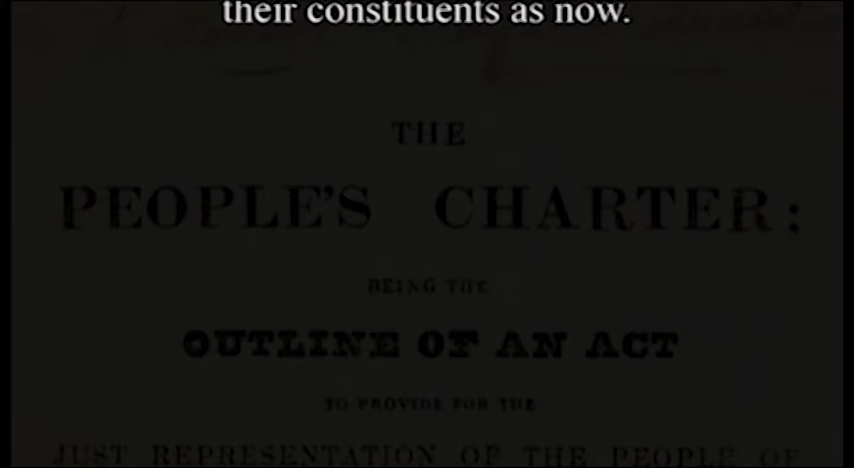 their constituents as now.
THE
PEOPLE'S CHARTER;
BEING THE
OUTLINE OF AN ACT
TO PROVIDE FOR THE
JUST REPRESENTATION OF THE PEOPLE OF